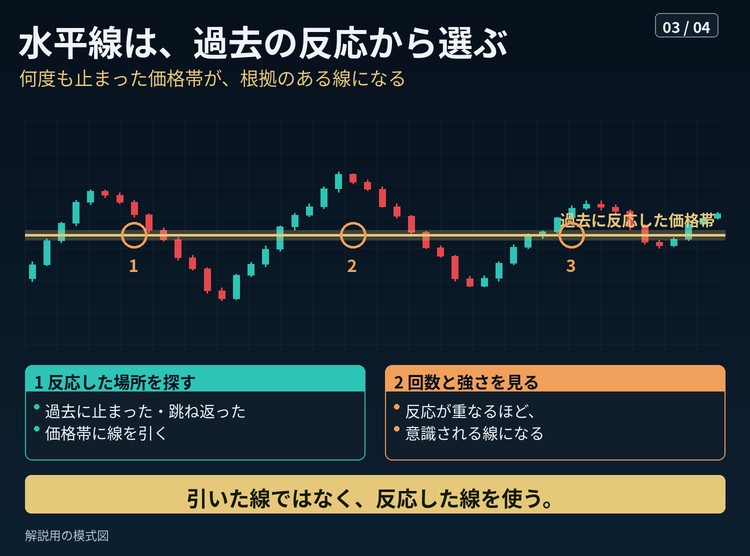 水平線は、過去の反応から選ぶ
03 / 04
何度も止まった価格帯が、根拠のある線になる
過去に反応した価格帯
1
2
3
1 反応した場所を探す
• 過去に止まった・跳ね返った
• 価格帯に線を引く
2 回数と強さを見る
• 反応が重なるほど、
• 意識される線になる
引いた線ではなく、反応した線を使う。
解説用の模式図